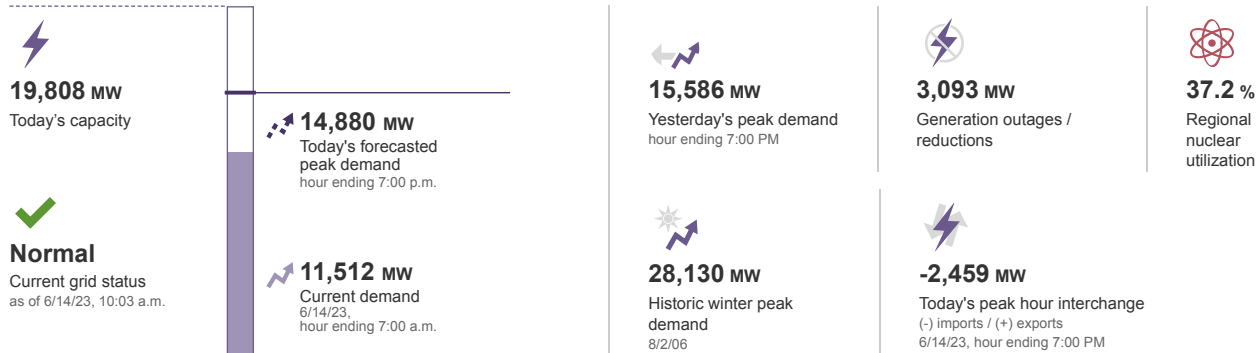 19,808 MW
Today's capacity
Normal
Current grid status
as of 6/14/23, 10:03 a.m.
14,880 MW
Today's forecasted
peak demand
hour ending 7:00 p.m.
11,512 MW
Current demand
6/14/23,
hour ending 7:00 a.m.
15,586 MW
Yesterday's peak demand
hour ending 7:00 PM
3,093 MW
Generation outages /
reductions
37.2 %
Regional
nuclear
utilization
28,130 MW
Historic winter peak
demand
8/2/06
-2,459 MW
Today's peak hour interchange
(-) imports / (+) exports
6/14/23, hour ending 7:00 PM